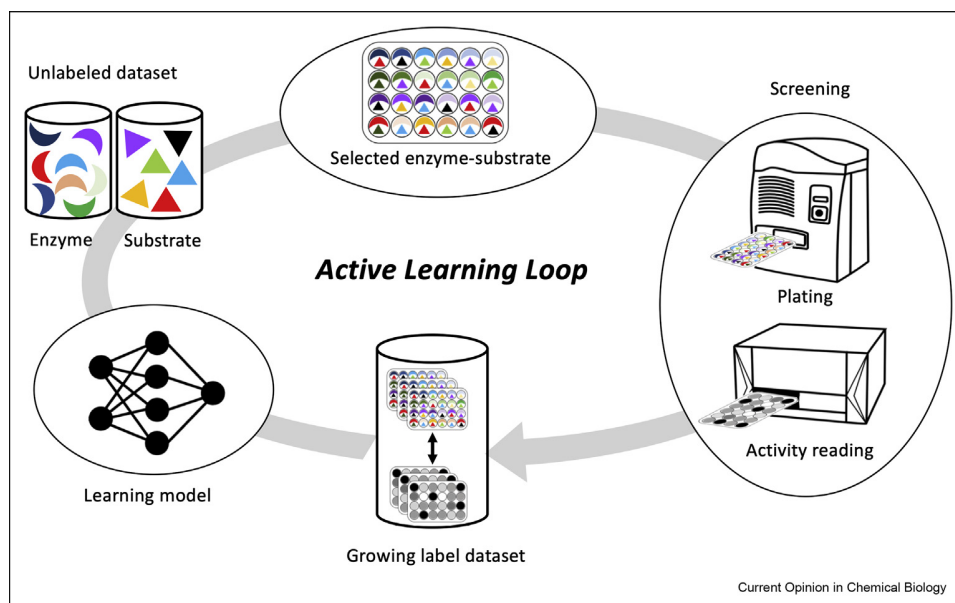 Unlabeled dataset
Enzyme
Substrate
Selected enzyme-substrate
Screening
Plating
Activity reading
Active Learning Loop
Learning model
Growing label dataset
Current Opinion in Chemical Biology